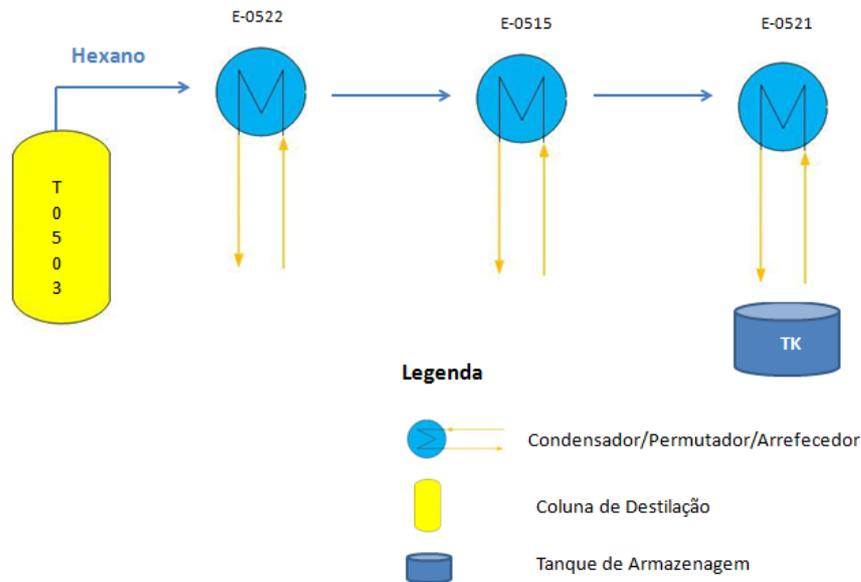 E-0522
E-0515
E-0521
Hexano
T
0
5
0
3
TK
Legenda
Condensador/Permutador/Arrefecedor
Coluna de Destilação
Tanque de Armazenagem